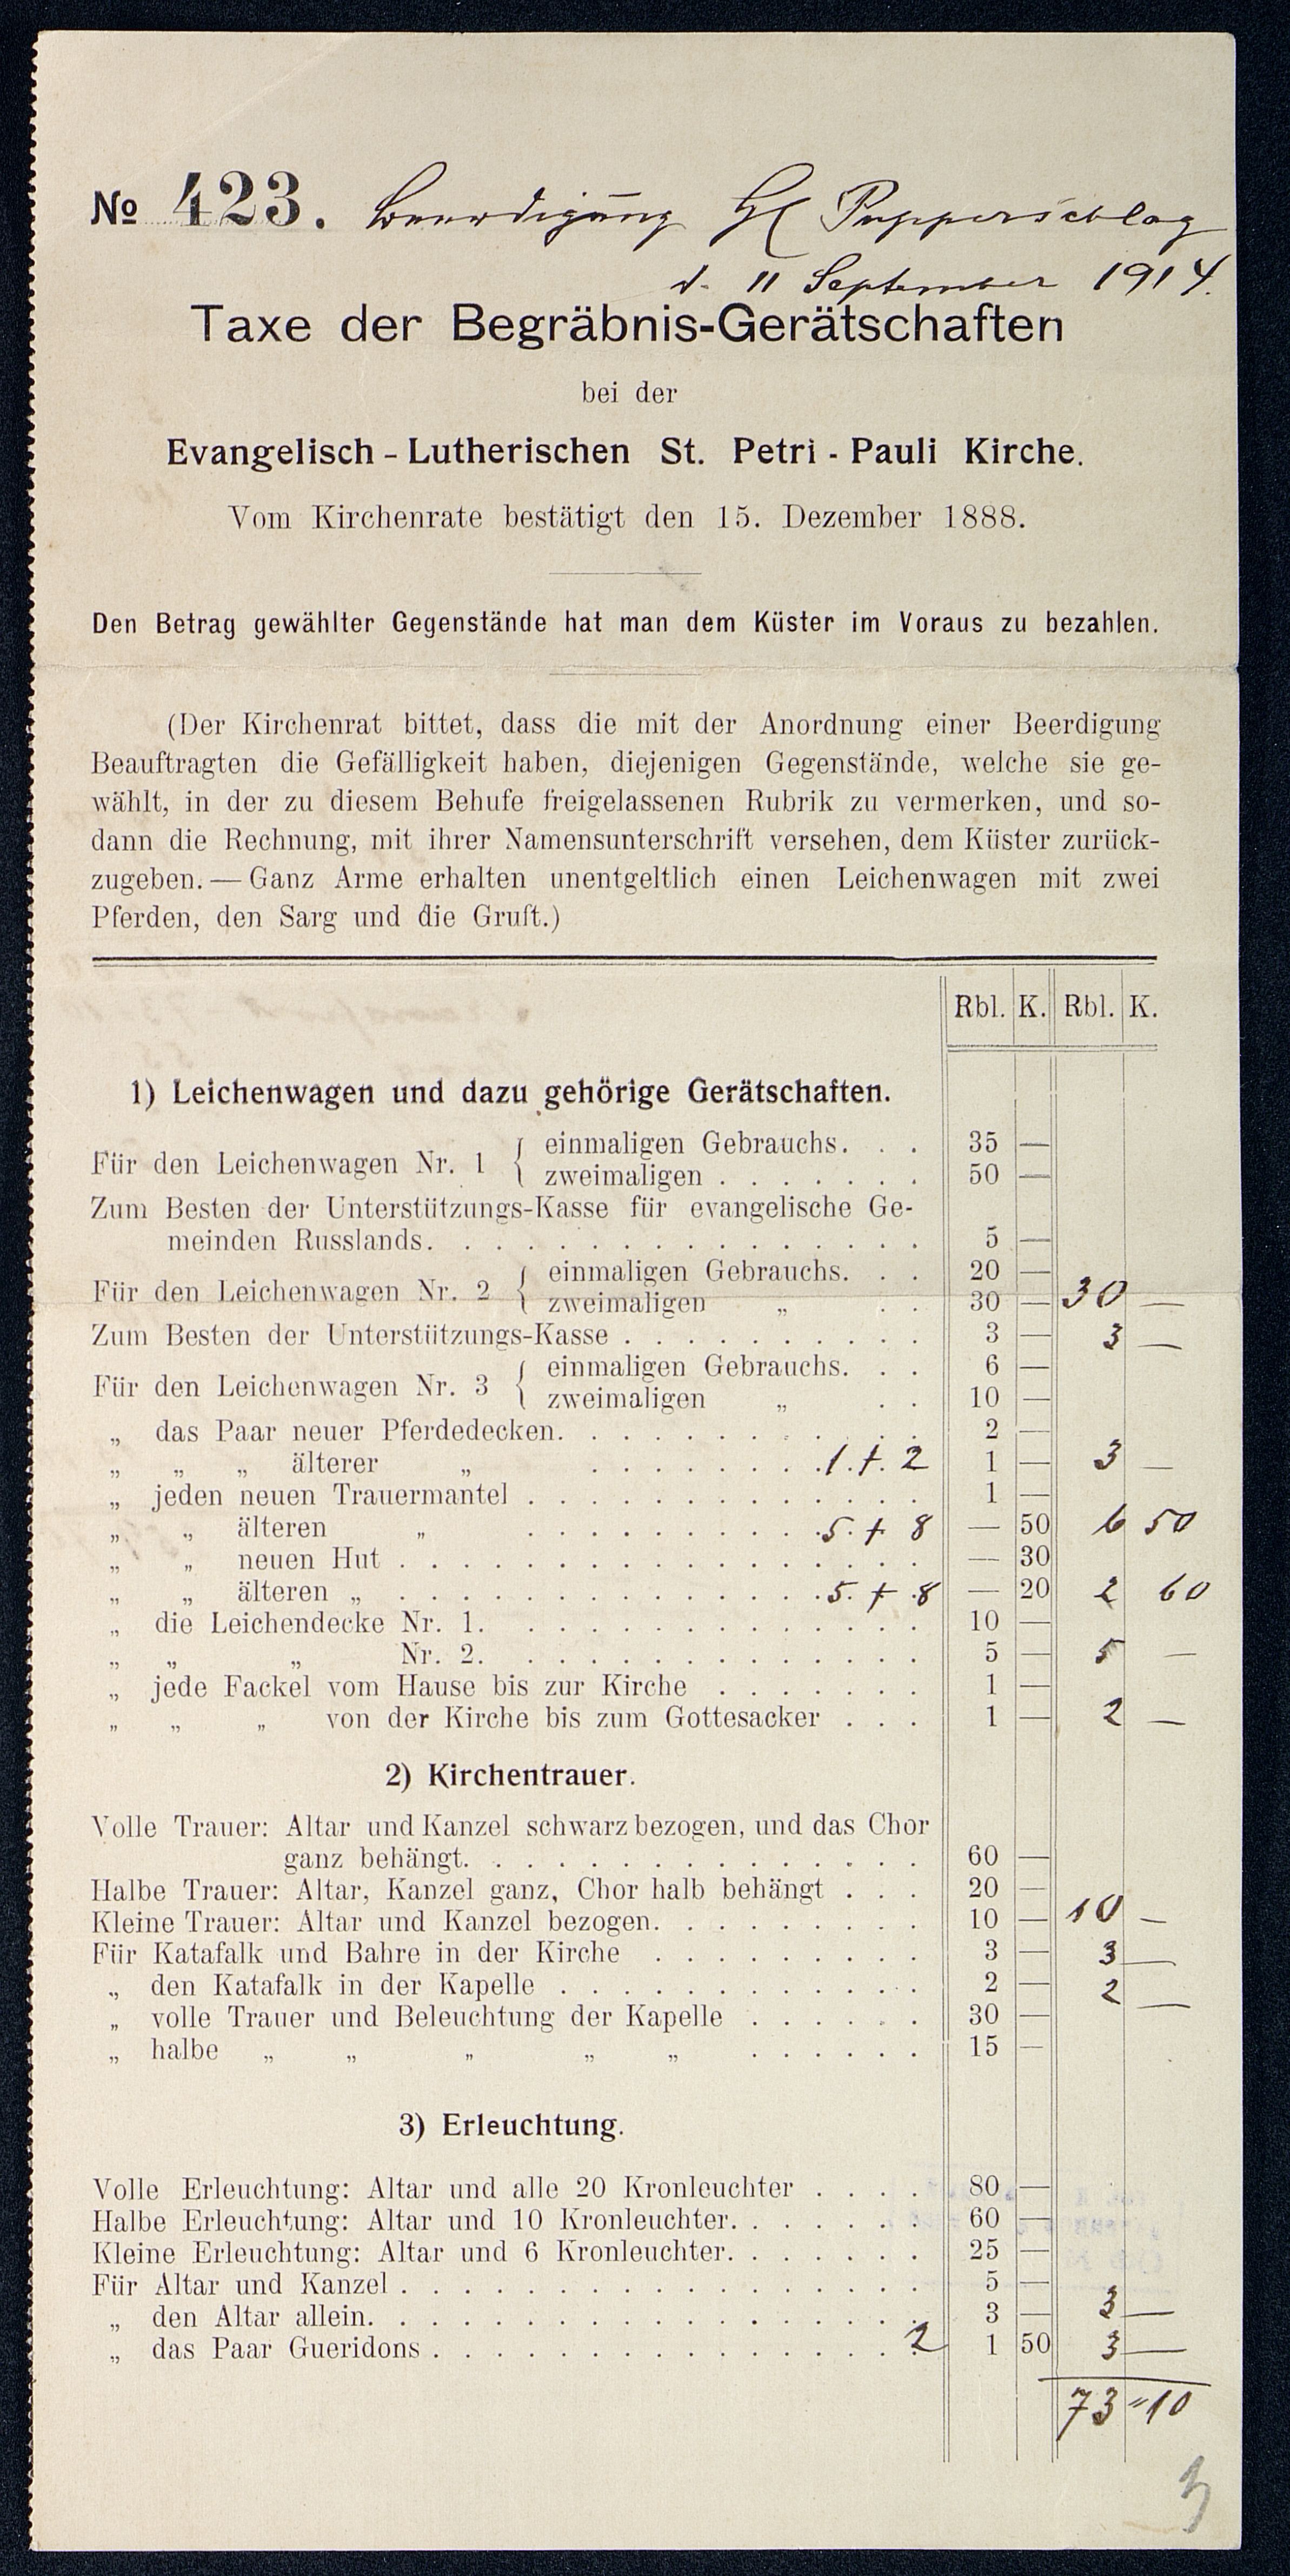 № 423. Beerdigung H[ Pupperschlag
d. 11 September 1914.
Taxe der Begräbnis-Gerätschaften
bei der
Evangelisch-Lutherischen St. Petri-Pauli Kirche.
Vom Kirchenrate bestätigt den 15. Dezember 1888.
Den Betrag gewählter Gegenstände hat man dem Küster im Voraus zu bezahlen.
(Der Kirchenrat bittet, dass die mit der Anordnung einer Beerdigung
Beauftragten die Gefälligkeit haben, diejenigen Gegenstände, welche sie ge-
wählt, in der zu diesem Behufe freigelassenen Rubrik zu vermerken, und so-
dann die Rechnung, mit ihrer Namensunterschrift versehen, dem Küster zurück-
zugeben. — Ganz Arme erhalten unentgeltlich einen Leichenwagen mit zwei
Pferden, den Sarg und die Gruft.)
Rbl. K. Rbl. K.
1) Leichenwagen und dazu gehörige Gerätschaften.
Für den Leichenwagen Nr. 1 { einmaligen Gebrauchs. . . 35 —
zweimaligen . . . . . . . 50 —
Zum Besten der Unterstützungs-Kasse für evangelische Ge-
meinden Russlands. . . . . . . . . . . . . . . . 5 —
Für den Leichenwagen Nr. 2 { einmaligen Gebrauchs. . . 20 —
zweimaligen „ . . 30 — 30 —
Zum Besten der Unterstützungs-Kasse . . . . . . . . . . 3 — 3 —
Für den Leichenwagen Nr. 3 { einmaligen Gebrauchs. . . 6 —
zweimaligen „ . . 10 —
„ das Paar neuer Pferdedecken. . . . . . . . . . . . 2 —
„ „ „ älterer „ . . . . . . . . 1 + 2 1 — 3 —
„ jeden neuen Trauermantel . . . . . . . . . . . . . 1 —
„ „ älteren „ . . . . . . . . . . 5 + 8 — 50 6 50
„ „ neuen Hut . . . . . . . . . . . . . . . . . — 30
„ „ älteren „ . . . . . . . . . . . . . . 5 + 8 — 20 2 60
„ die Leichendecke Nr. 1. . . . . . . . . . . . . . . 10 —
„ „ „ Nr. 2. . . . . . . . . . . . . . . 5 — 5 —
„ jede Fackel vom Hause bis zur Kirche . . . . . . . 1 —
„ „ „ von der Kirche bis zum Gottesacker . . . 1 — 2 —
2) Kirchentrauer.
Volle Trauer: Altar und Kanzel schwarz bezogen, und das Chor
ganz behängt. . . . . . . . . . . . . . . 60 —
Halbe Trauer: Altar, Kanzel ganz, Chor halb behängt . . . 20 —
Kleine Trauer: Altar und Kanzel bezogen. . . . . . . . . 10 — 10 —
Für Katafalk und Bahre in der Kirche . . . . . . . . . 3 — 3 —
„ den Katafalk in der Kapelle . . . . . . . . . . . . 2 — 2 —
„ volle Trauer und Beleuchtung der Kapelle . . . . . . 30 —
„ halbe „ „ „ „ „ . . . . . . 15 —
3) Erleuchtung.
Volle Erleuchtung: Altar und alle 20 Kronleuchter . . . . 80 —
Halbe Erleuchtung: Altar und 10 Kronleuchter. . . . . . . 60 —
Kleine Erleuchtung: Altar und 6 Kronleuchter. . . . . . . 25 —
Für Altar und Kanzel . . . . . . . . . . . . . . . . . 5 —
„ den Altar allein. . . . . . . . . . . . . . . . . . 3 — 3 —
„ das Paar Gueridons . . . . . . . . . . . . . . . 2 1 50 3 —
73 " 10
3